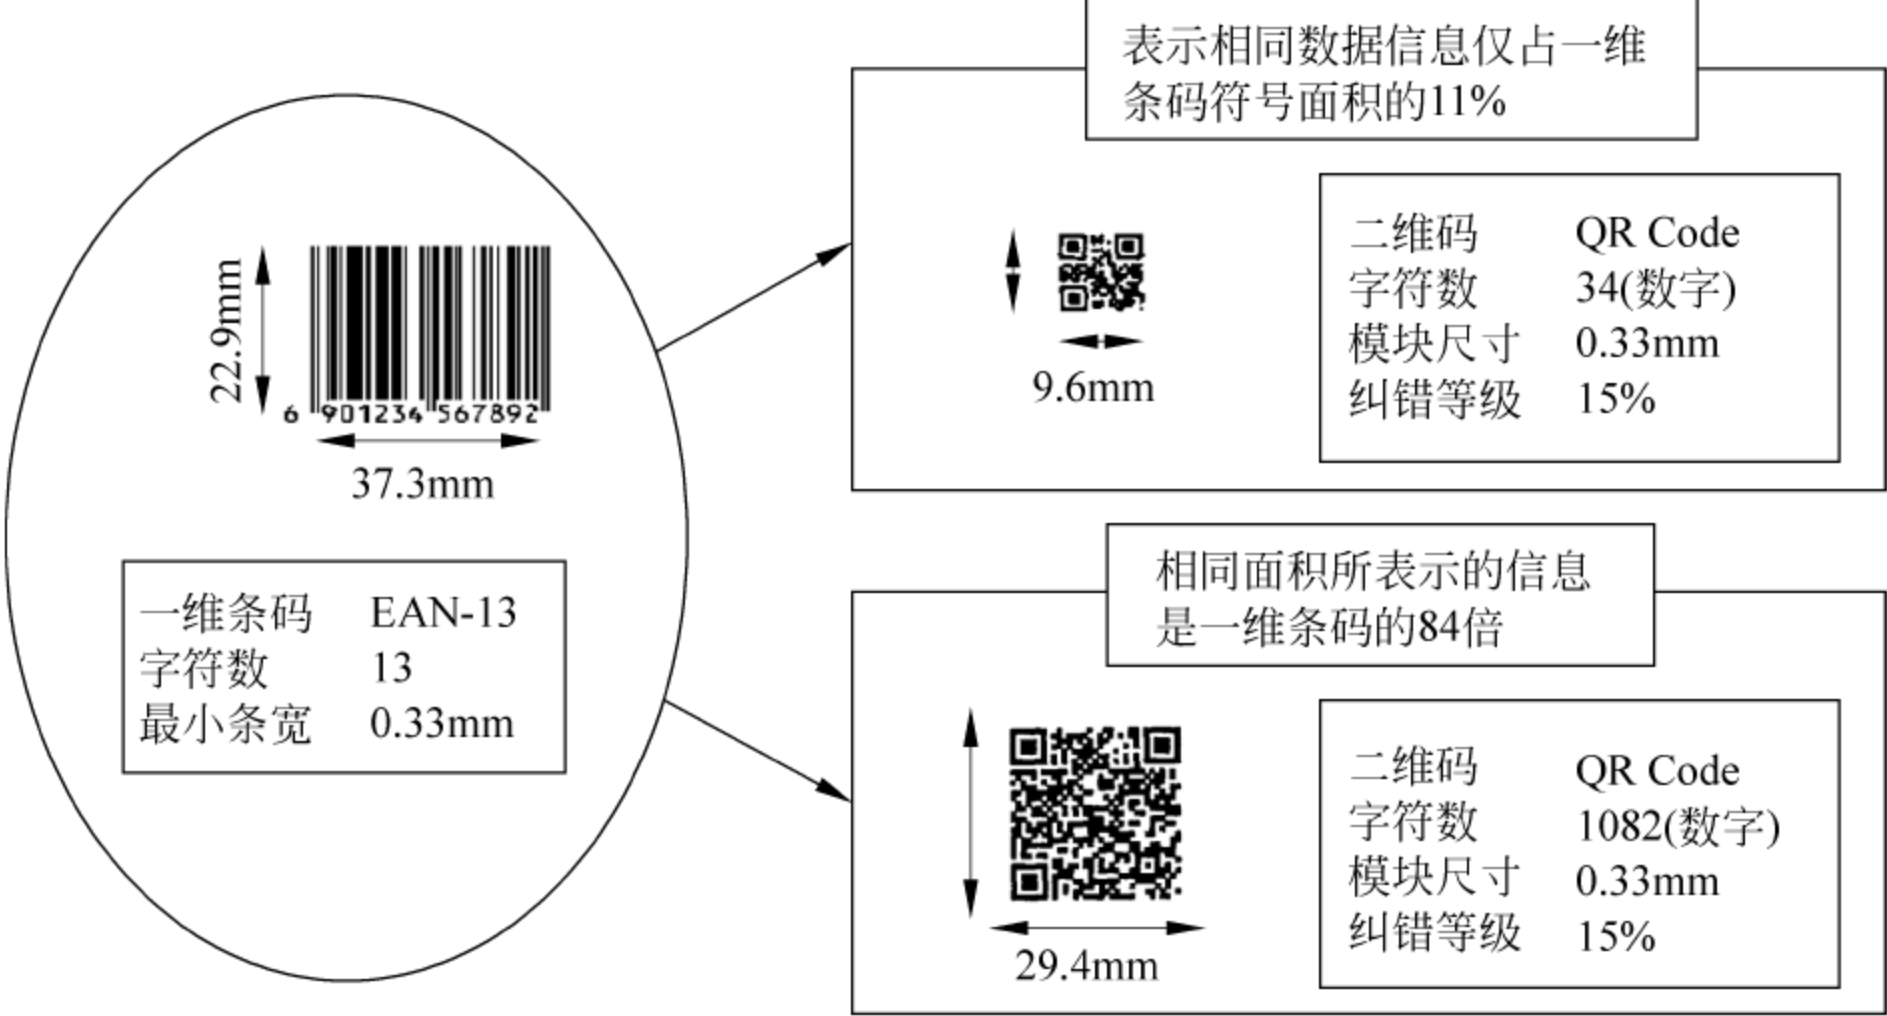 22.9mm
6 901234 567892
37.3mm
一维条码 EAN-13
字符数 13
最小条宽 0.33mm
表示相同数据信息仅占一维
条码符号面积的11%
9.6mm
二维码 QR Code
字符数 34(数字)
模块尺寸 0.33mm
纠错等级 15%
相同面积所表示的信息
是一维条码的84倍
29.4mm
二维码 QR Code
字符数 1082(数字)
模块尺寸 0.33mm
纠错等级 15%